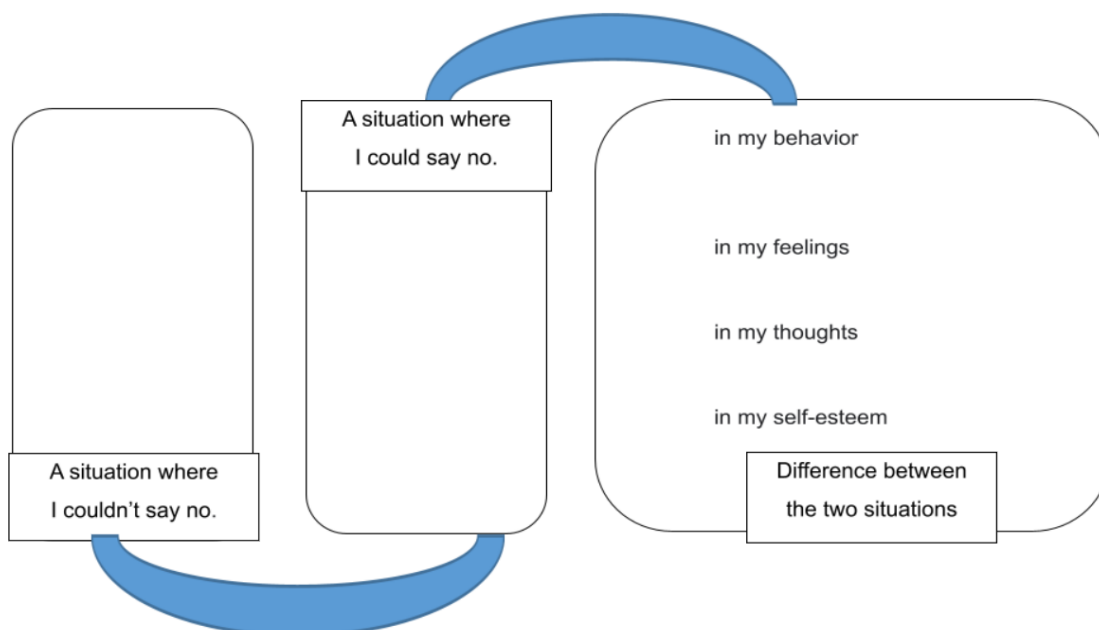 A situation where
I couldn’t say no.
A situation where
I could say no.
in my behavior
in my feelings
in my thoughts
in my self-esteem
Difference between
the two situations